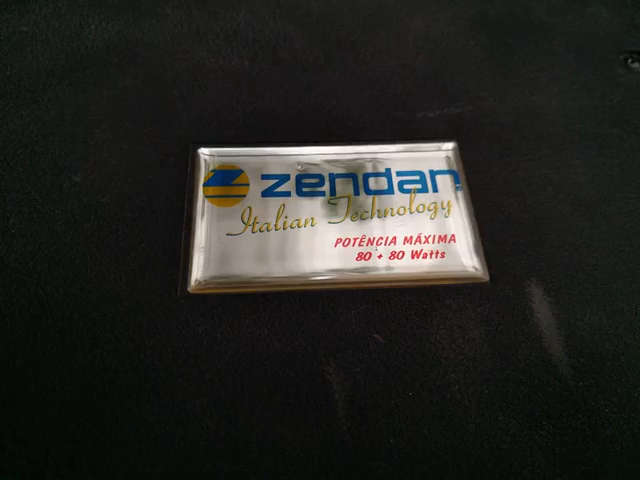 zendan
Italian Technology
POTÊNCIA MÁXIMA
80 + 80 Watts